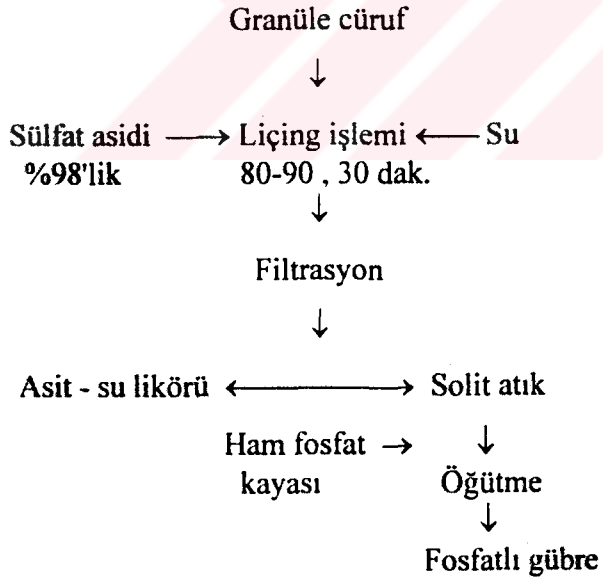 Granüle cüruf
↓
Sülfat asidi → Liçing işlemi ← Su
%98'lik 80-90 , 30 dak.
↓
Filtrasyon
↓
Asit - su likörü ↔ Solit atık
Ham fosfat → ↓
kayası Öğütme
↓
Fosfatlı gübre